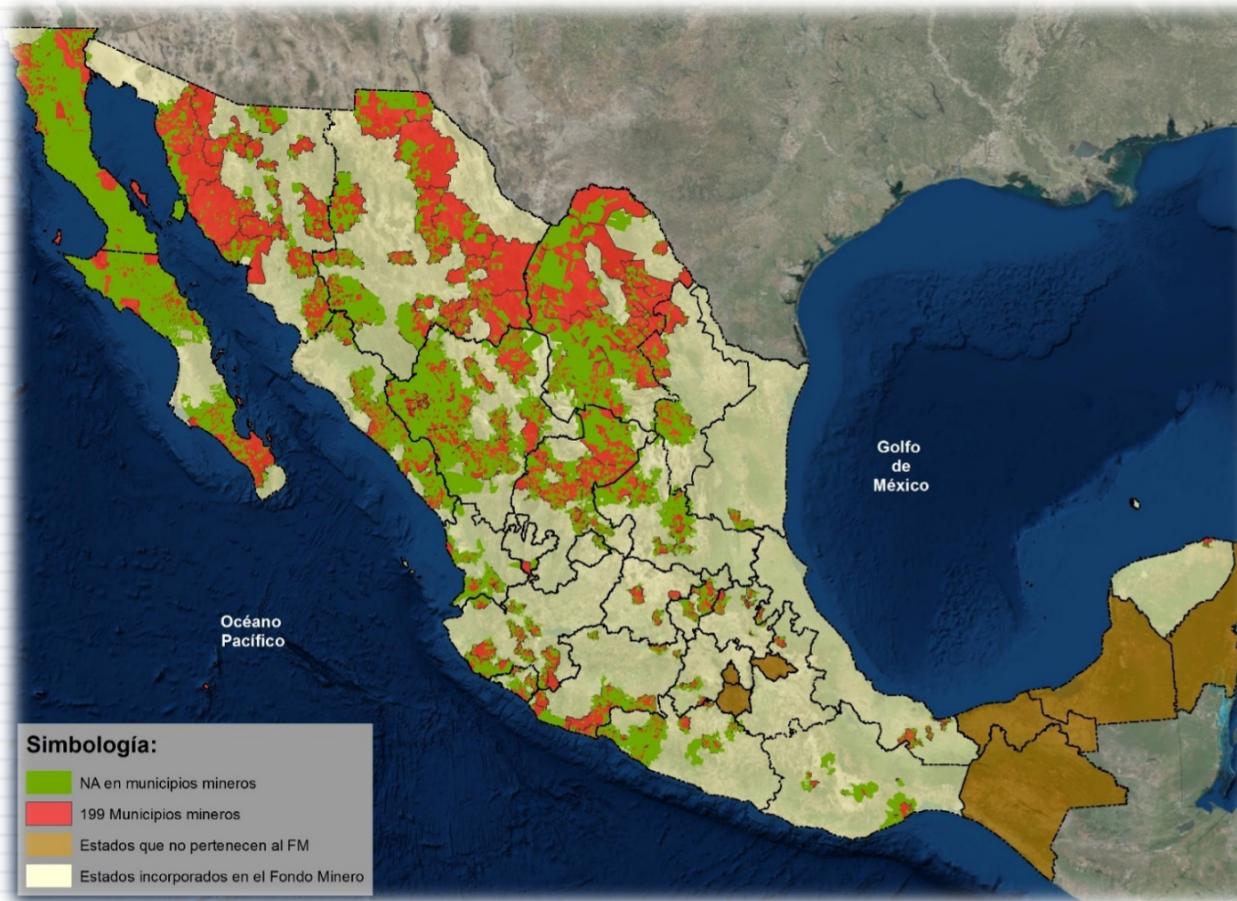 Golfo
de
México
Océano
Pacífico
Simbología:
NA en municipios mineros
199 Municipios mineros
Estados que no pertenecen al FM
Estados incorporados en el Fondo Minero